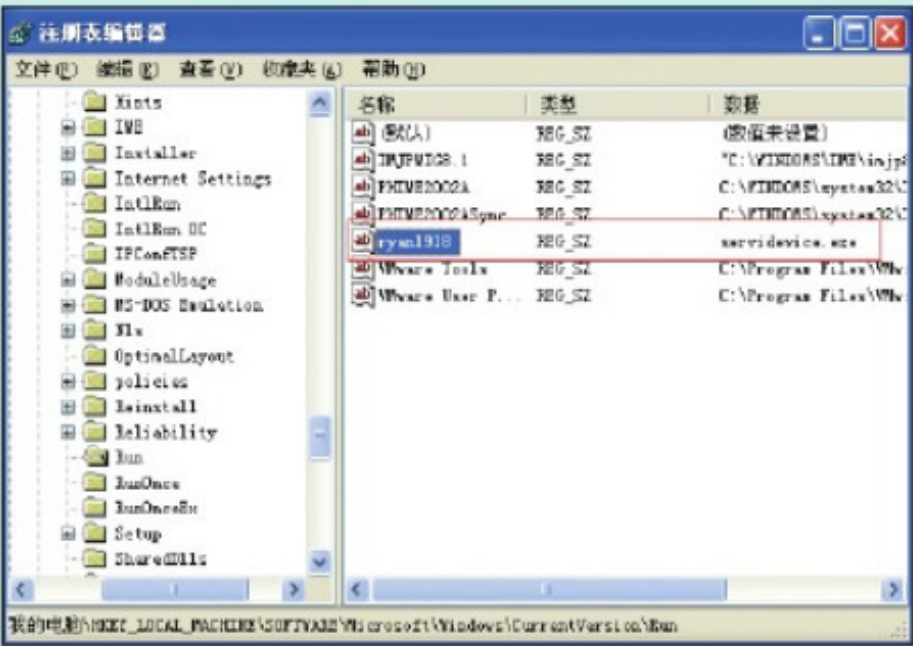 注册表编辑器
文件(F) 编辑(E) 查看(V) 收藏夹(A) 帮助(H)
Hints
IME
Installer
Internet Settings
IntlRun
IntlRun OC
IPConfTSP
ModuleUsage
MS-DOS Emulation
Nls
OptimalLayout
policies
Reinstall
Reliability
Run
RunOnce
RunOnceEx
Setup
SharedDlls
名称 类型 数据
(默认) REG_SZ (数值未设置)
IMJPMIG8.1 REG_SZ "C:\WINDOWS\IME\imjp8
PHIME2002A REG_SZ C:\WINDOWS\system32\I
PHIME2002ASync REG_SZ C:\WINDOWS\system32\I
ryan1918 REG_SZ servidevice.exe
VMware Tools REG_SZ C:\Program Files\VMw
VMware User P... REG_SZ C:\Program Files\VMw
我的电脑\HKEY_LOCAL_MACHINE\SOFTWARE\Microsoft\Windows\CurrentVersion\Run